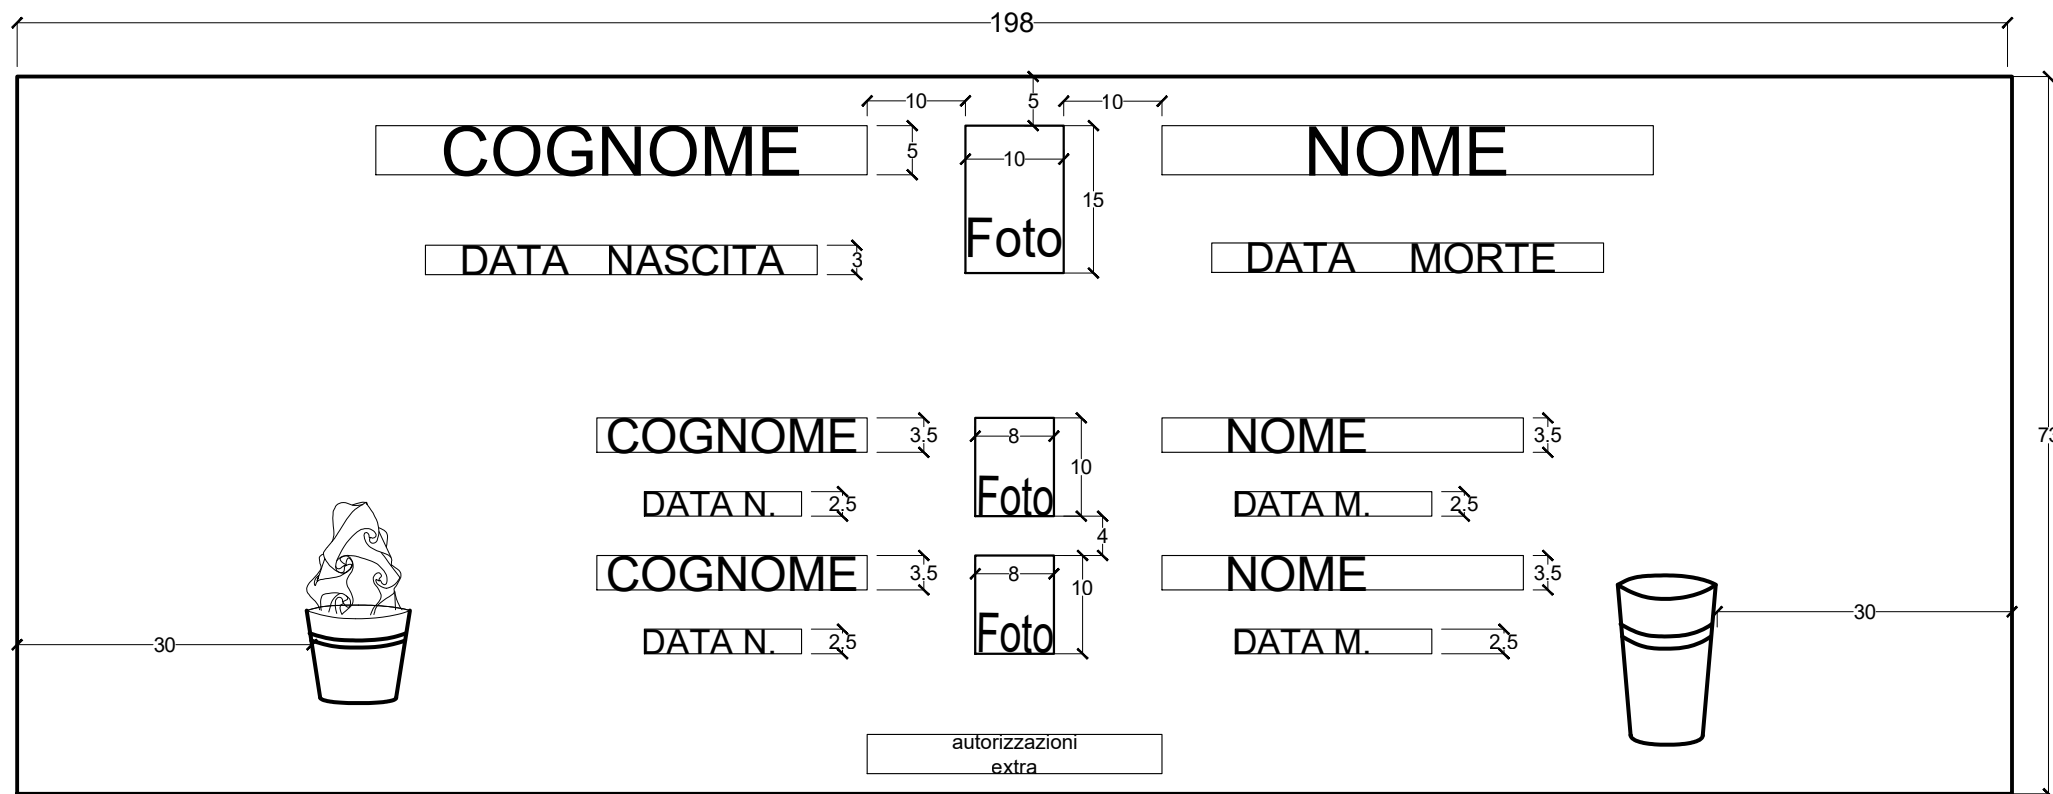 198
10 5 10
COGNOME 5 10 NOME
15
Foto
DATA NASCITA 3 DATA MORTE
COGNOME 3.5 8 NOME 3.5
73
10
Foto
DATA N. 2.5 DATA M. 2.5
4
COGNOME 3.5 8 NOME 3.5
10
Foto
DATA N. 2.5 DATA M. 2.5
30 30
autorizzazioni
extra